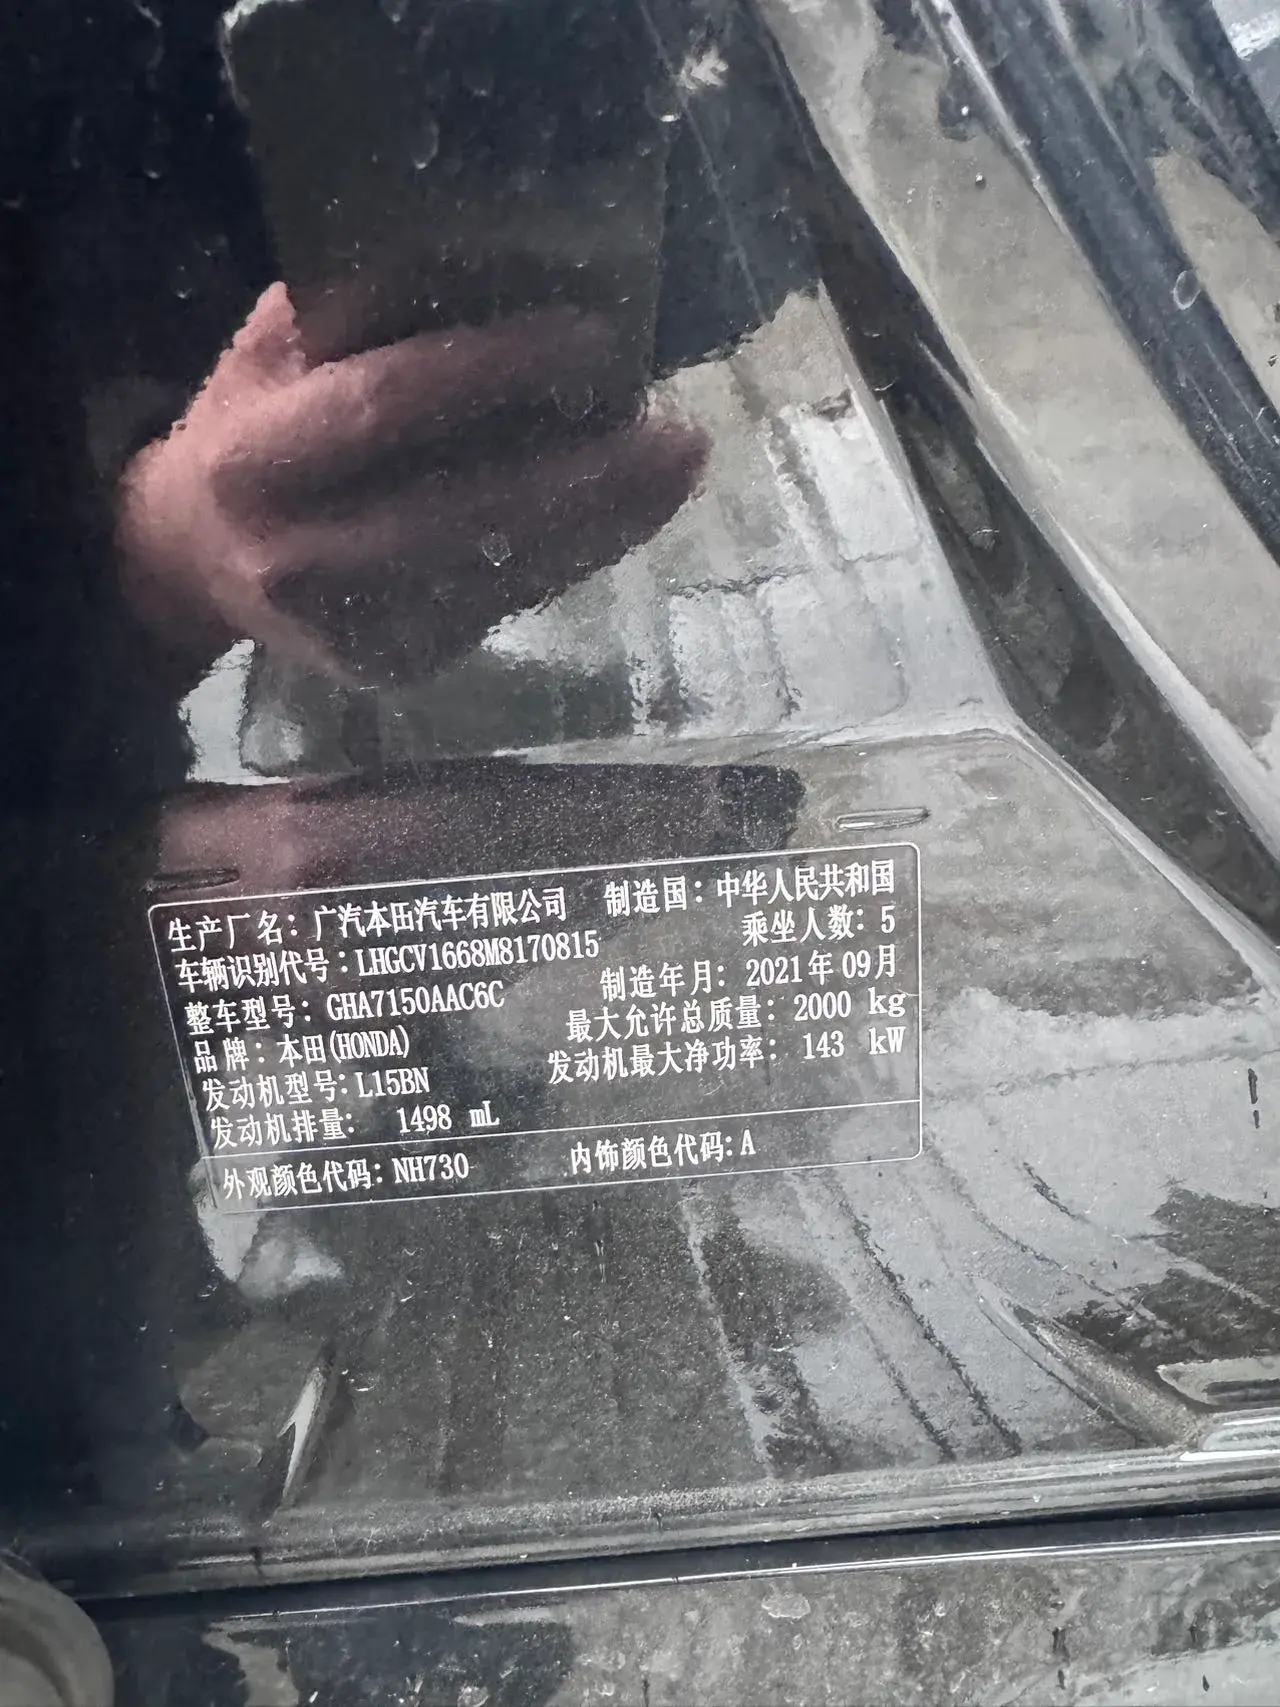 生产厂名：广汽本田汽车有限公司 制造国：中华人民共和国
车辆识别代号：LHGCV1668M8170815 乘坐人数：5
整车型号：GHA7150AAC6C 制造年月：2021年09月
品牌：本田(HONDA) 最大允许总质量：2000 kg
发动机型号：L15BN 发动机最大净功率：143 kW
发动机排量：1498 mL
外观颜色代码：NH730 内饰颜色代码：A